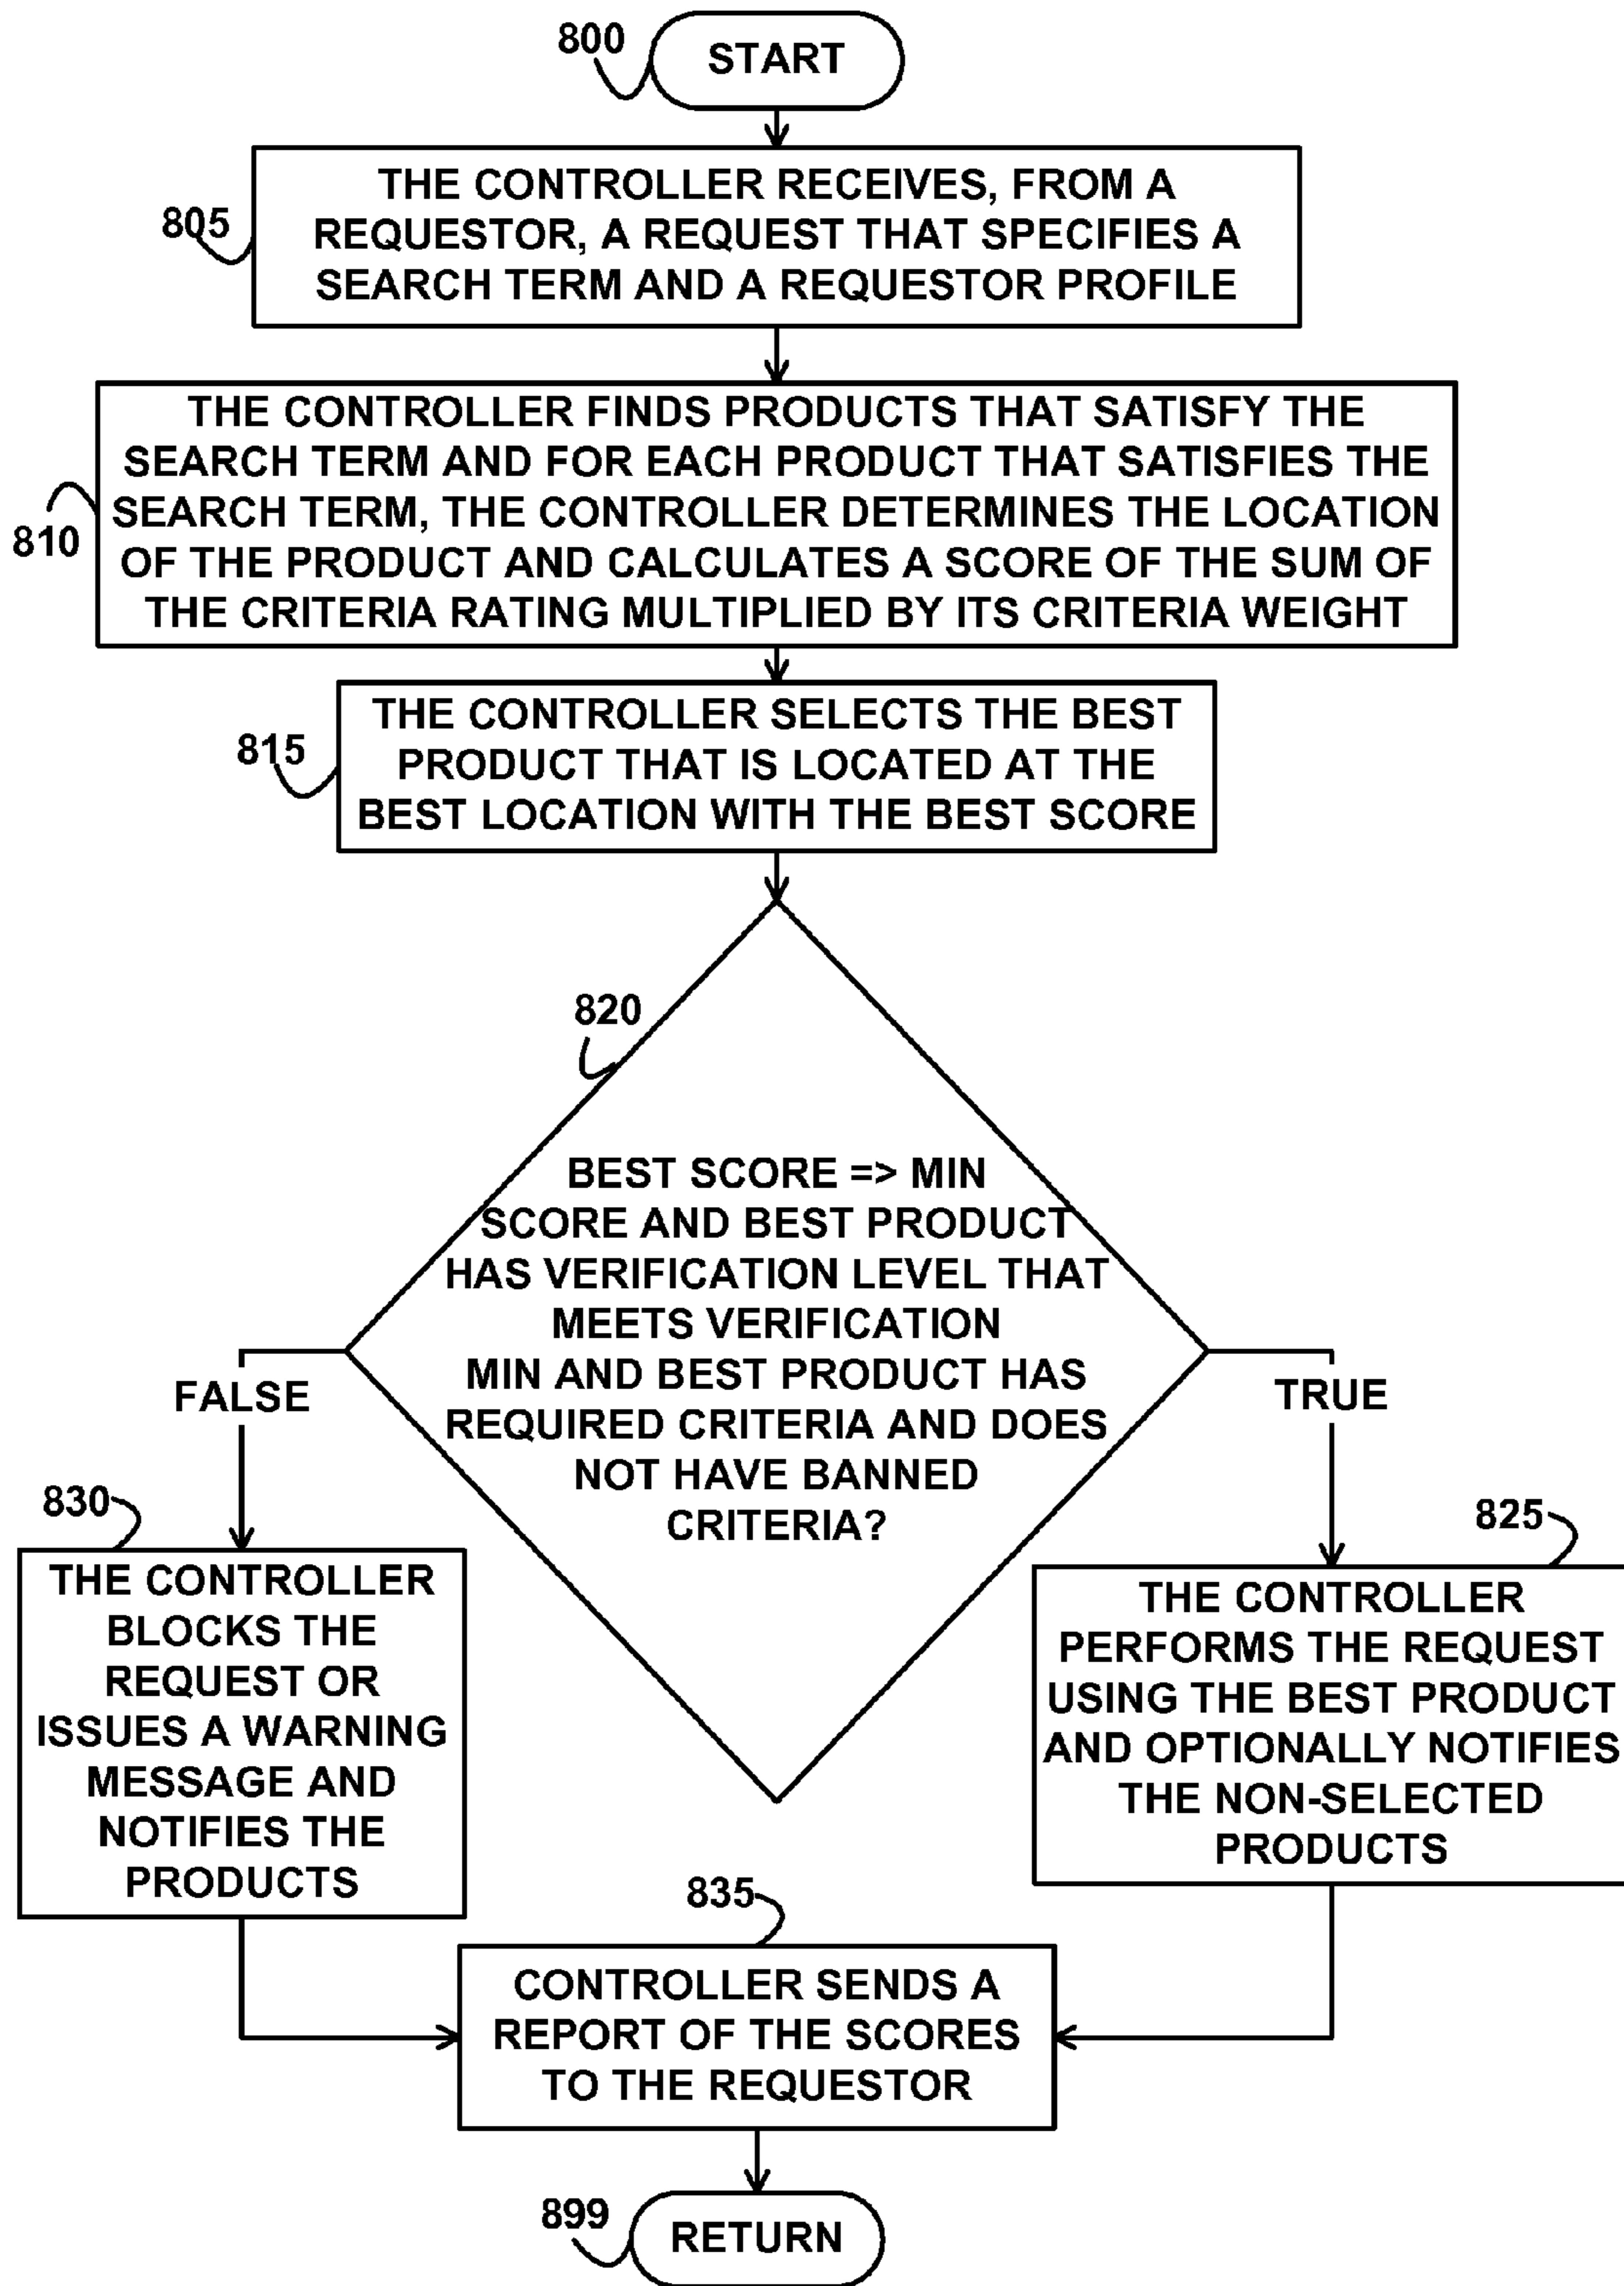 800
START
805
THE CONTROLLER RECEIVES, FROM A
REQUESTOR, A REQUEST THAT SPECIFIES A
SEARCH TERM AND A REQUESTOR PROFILE
810
THE CONTROLLER FINDS PRODUCTS THAT SATISFY THE
SEARCH TERM AND FOR EACH PRODUCT THAT SATISFIES THE
SEARCH TERM, THE CONTROLLER DETERMINES THE LOCATION
OF THE PRODUCT AND CALCULATES A SCORE OF THE SUM OF
THE CRITERIA RATING MULTIPLIED BY ITS CRITERIA WEIGHT
815
THE CONTROLLER SELECTS THE BEST
PRODUCT THAT IS LOCATED AT THE
BEST LOCATION WITH THE BEST SCORE
820
BEST SCORE => MIN
SCORE AND BEST PRODUCT
HAS VERIFICATION LEVEL THAT
MEETS VERIFICATION
MIN AND BEST PRODUCT HAS
REQUIRED CRITERIA AND DOES
NOT HAVE BANNED
CRITERIA?
FALSE
TRUE
830
THE CONTROLLER
BLOCKS THE
REQUEST OR
ISSUES A WARNING
MESSAGE AND
NOTIFIES THE
PRODUCTS
825
THE CONTROLLER
PERFORMS THE REQUEST
USING THE BEST PRODUCT
AND OPTIONALLY NOTIFIES
THE NON-SELECTED
PRODUCTS
835
CONTROLLER SENDS A
REPORT OF THE SCORES
TO THE REQUESTOR
899
RETURN